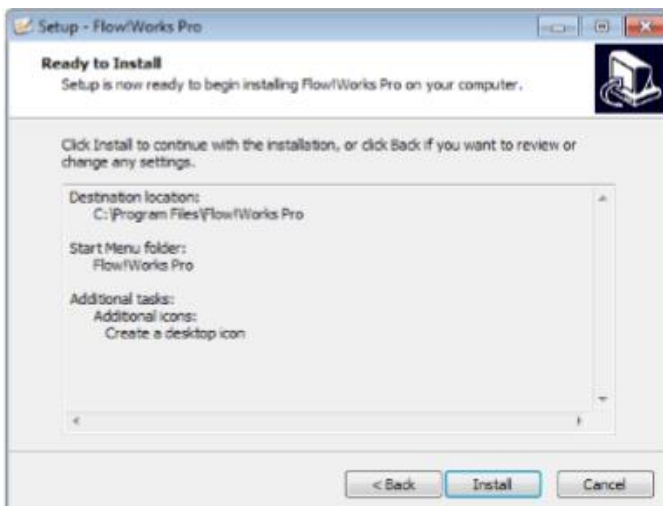 Setup - Flow!Works Pro
Ready to Install
Setup is now ready to begin installing Flow!Works Pro on your computer.
Click Install to continue with the installation, or click Back if you want to review or
change any settings.
Destination location:
C:\Program Files\Flow!Works Pro
Start Menu folder:
Flow!Works Pro
Additional tasks:
Additional icons:
Create a desktop icon
< Back
Install
Cancel